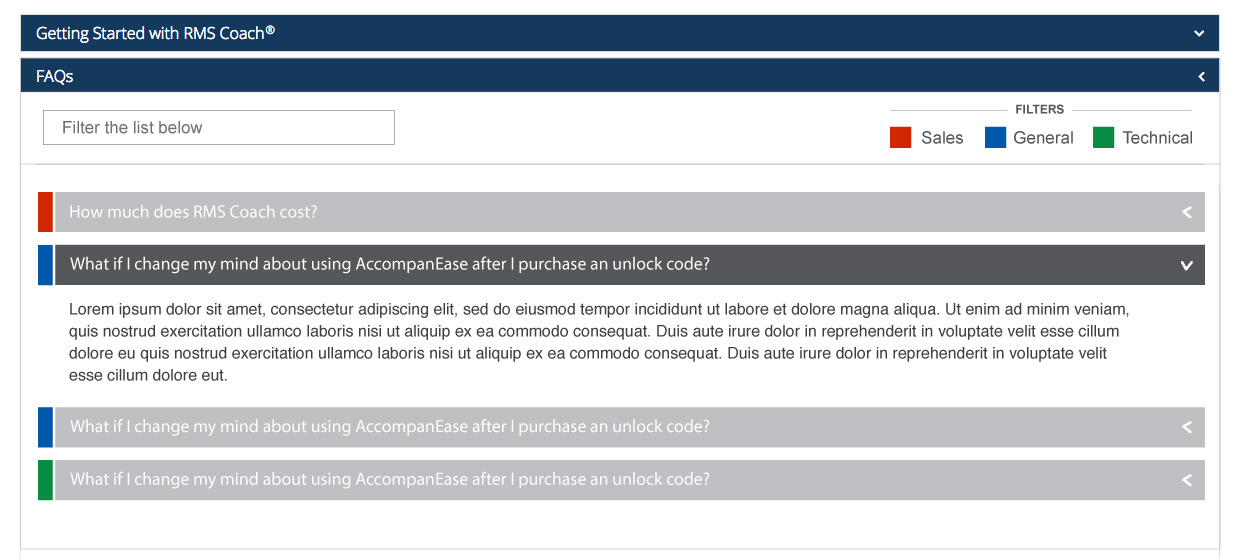 Getting Started with RMS Coach®
FAQs
Filter the list below
FILTERS
Sales General Technical
How much does RMS Coach cost?
What if I change my mind about using AccompanEase after I purchase an unlock code?
Lorem ipsum dolor sit amet, consectetur adipiscing elit, sed do eiusmod tempor incididunt ut labore et dolore magna aliqua. Ut enim ad minim veniam,
quis nostrud exercitation ullamco laboris nisi ut aliquip ex ea commodo consequat. Duis aute irure dolor in reprehenderit in voluptate velit esse cillum
dolore eu quis nostrud exercitation ullamco laboris nisi ut aliquip ex ea commodo consequat. Duis aute irure dolor in reprehenderit in voluptate velit
esse cillum dolore eut.
What if I change my mind about using AccompanEase after I purchase an unlock code?
What if I change my mind about using AccompanEase after I purchase an unlock code?